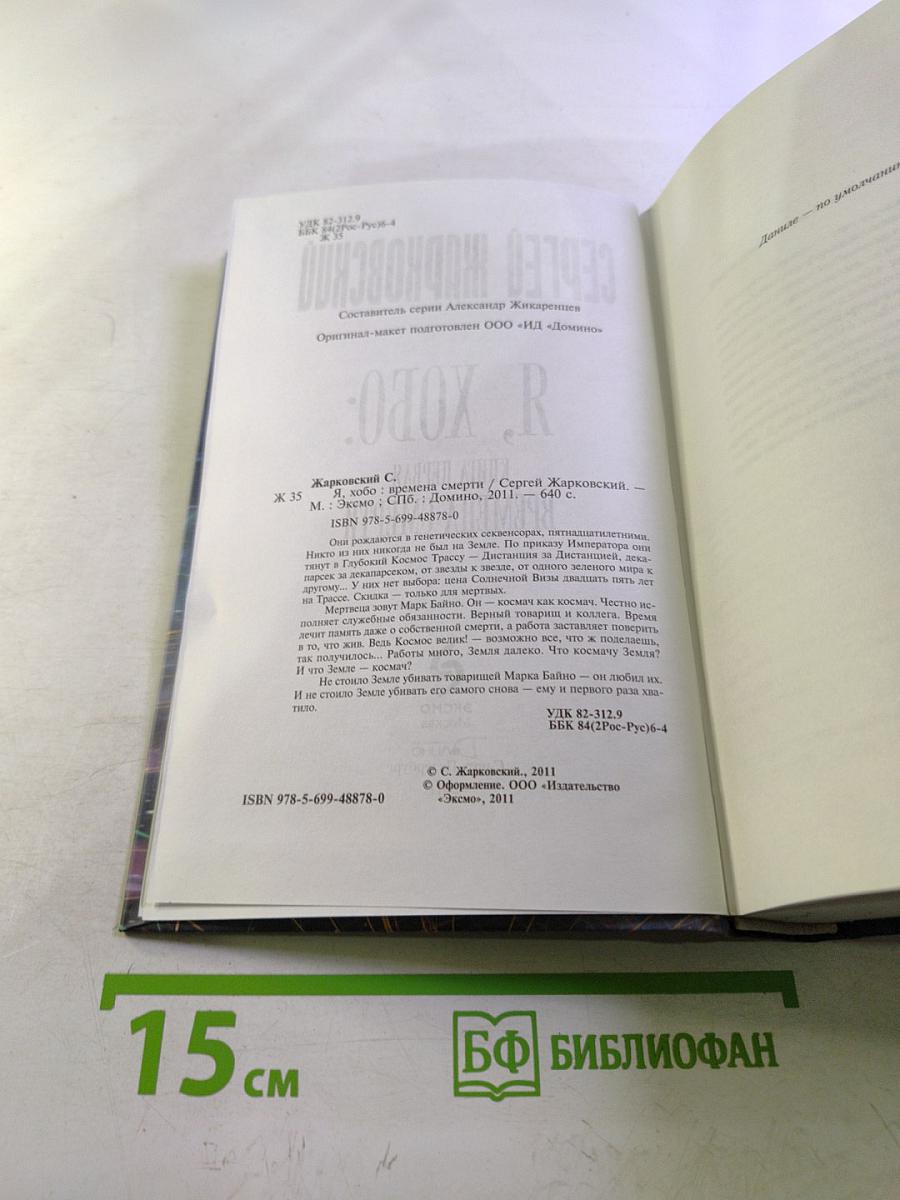 УДК 82-312.9
ББК 84(2Рос-Рус)6-4
Ж 35
СЕРГЕЙ ЖАРКОВСКИЙ
Составитель серии Александр Жикаренцев
Оригинал-макет подготовлен ООО «ИД «Домино»
Я, ХОБО:
КНИГА ПЕРВАЯ
Жарковский С.
Ж 35 Я, хобо : времена смерти / Сергей Жарковский. —
М. : Эксмо ; СПб. : Домино, 2011. — 640 с.
ISBN 978-5-699-48878-0
Они рождаются в генетических секвенсорах, пятнадцатилетними.
Никто из них никогда не был на Земле. По приказу Императора они
тянут в Глубокий Космос Трассу — Дистанция за Дистанцией, дека-
парсек за декапарсеком, от звезды к звезде, от одного зеленого мира к
другому... У них нет выбора: цена Солнечной Визы двадцать пять лет
на Трассе. Скидка — только для мертвых.
Мертвеца зовут Марк Байно. Он — космач как космач. Честно ис-
полняет служебные обязанности. Верный товарищ и коллега. Время
лечит память даже о собственной смерти, а работа заставляет поверить
в то, что жив. Ведь Космос велик! — возможно все, что ж поделаешь,
так получилось... Работы много, Земля далеко. Что космачу Земля?
И что Земле — космач?
Не стоило Земле убивать товарищей Марка Байно — он любил их.
И не стоило Земле убивать его самого снова — ему и первого раза хва-
тило.
УДК 82-312.9
ББК 84(2Рос-Рус)6-4
ЭКСМО
© С. Жарковский., 2011
© Оформление. ООО «Издательство
«Эксмо», 2011
ISBN 978-5-699-48878-0
Даниле — по умолчанию
15 см
БФ БИБЛИОФАН